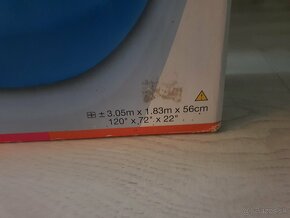 ± 3.05m x 1.83m x 56cm
120" x 72" x 22"